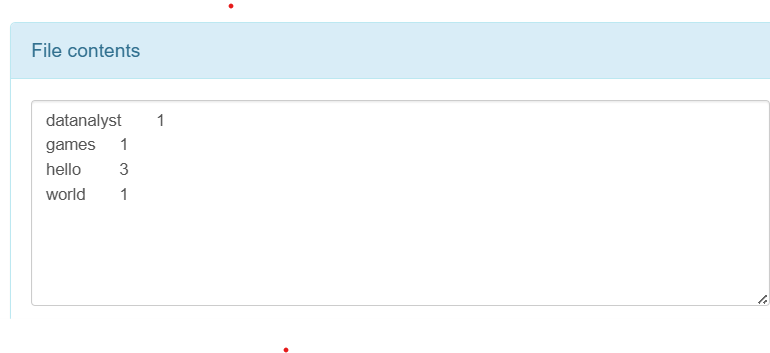 File contents
datanalyst 1
games 1
hello 3
world 1